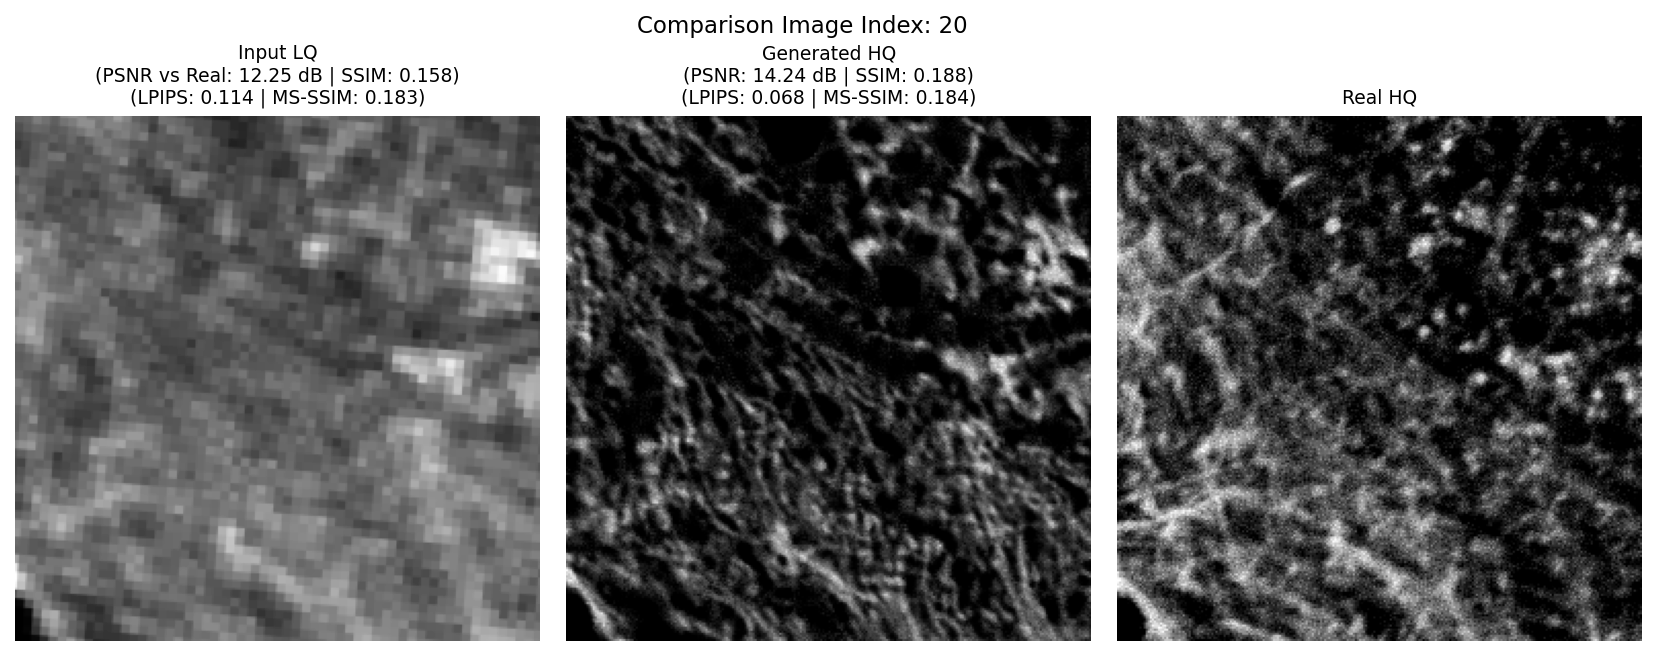 Comparison Image Index: 20
Input LQ
(PSNR vs Real: 12.25 dB | SSIM: 0.158)
(LPIPS: 0.114 | MS-SSIM: 0.183)
Generated HQ
(PSNR: 14.24 dB | SSIM: 0.188)
(LPIPS: 0.068 | MS-SSIM: 0.184)
Real HQ